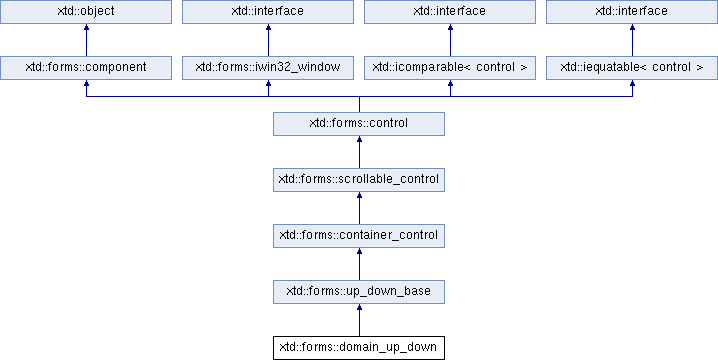 xtd::object
xtd::interface
xtd::interface
xtd::interface
xtd::forms::component
xtd::forms::iwin32_window
xtd::icomparable< control >
xtd::iequatable< control >
xtd::forms::control
xtd::forms::scrollable_control
xtd::forms::container_control
xtd::forms::up_down_base
xtd::forms::domain_up_down